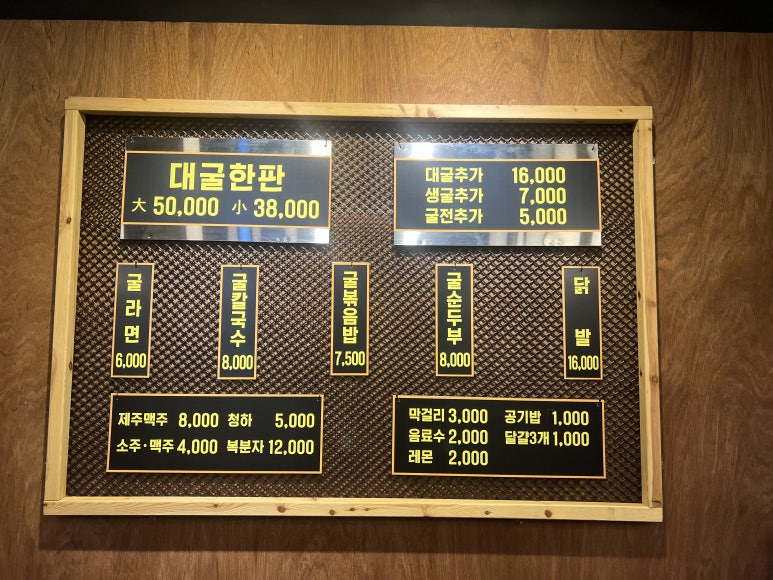 대굴한판
大 50,000 小 38,000
대굴추가 16,000
생굴추가 7,000
굴전추가 5,000
굴라면
6,000
굴칼국수
8,000
굴볶음밥
7,500
굴순두부
8,000
닭발
16,000
제주맥주 8,000 청하 5,000
소주·맥주 4,000 복분자 12,000
막걸리 3,000 공기밥 1,000
음료수 2,000 달걀3개 1,000
레몬 2,000